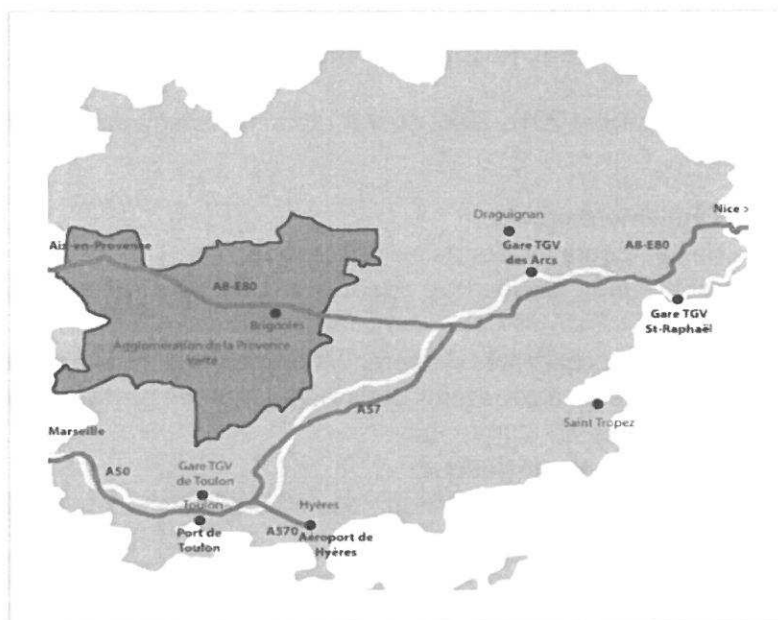 Draguignan
Nice >
Aix-en-Provence
Gare TGV
des Arcs
A8-E80
A8-E80
Brignoles
Gare TGV
St-Raphaël
Agglomération de la Provence
Verte
A57
Saint Tropez
Marseille
A50
Gare TGV
de Toulon
Toulon
Hyères
Port de
Toulon
A570
Aéroport de
Hyères